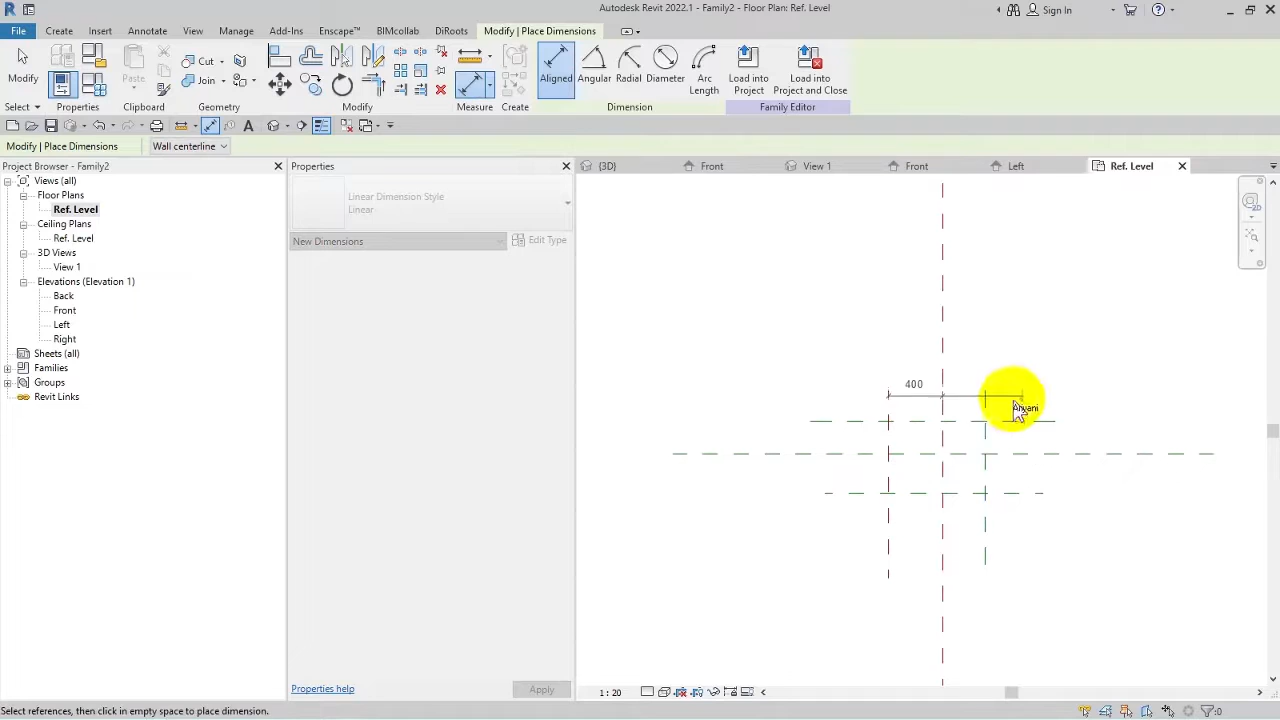 Autodesk Revit 2022.1 - Family2 - Floor Plan: Ref. Level
Sign In
File Create Insert Annotate View Manage Add-Ins Enscape™ BIMcollab DiRoots Modify | Place Dimensions
Modify
Paste
Cut
Join
Aligned Angular Radial Diameter Arc Length
Load into Project
Load into Project and Close
Select Properties Clipboard Geometry Modify Measure Create Dimension Family Editor
Modify | Place Dimensions
Wall centerline
Project Browser - Family2
Views (all)
Floor Plans
Ref. Level
Ceiling Plans
Ref. Level
3D Views
View 1
Elevations (Elevation 1)
Back
Front
Left
Right
Sheets (all)
Families
Groups
Revit Links
Properties
Linear Dimension Style
Linear
New Dimensions
Edit Type
Properties help
Apply
{3D} Front View 1 Front Left Ref. Level
2D
400
1 : 20
Select references, then click in empty space to place dimension.
:0